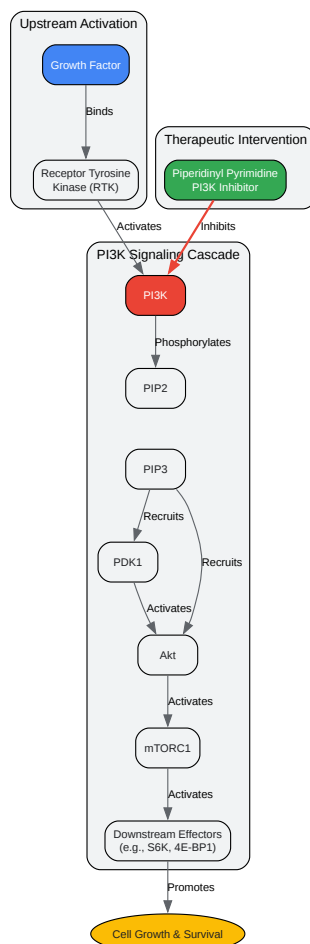 Upstream Activation
Growth Factor
Binds
Receptor Tyrosine
Kinase (RTK)
Therapeutic Intervention
Piperidinyl Pyrimidine
PI3K Inhibitor
Activates
Inhibits
PI3K Signaling Cascade
PI3K
Phosphorylates
PIP2
PIP3
Recruits
PDK1
Recruits
Activates
Akt
Activates
mTORC1
Activates
Downstream Effectors
(e.g., S6K, 4E-BP1)
Promotes
Cell Growth & Survival